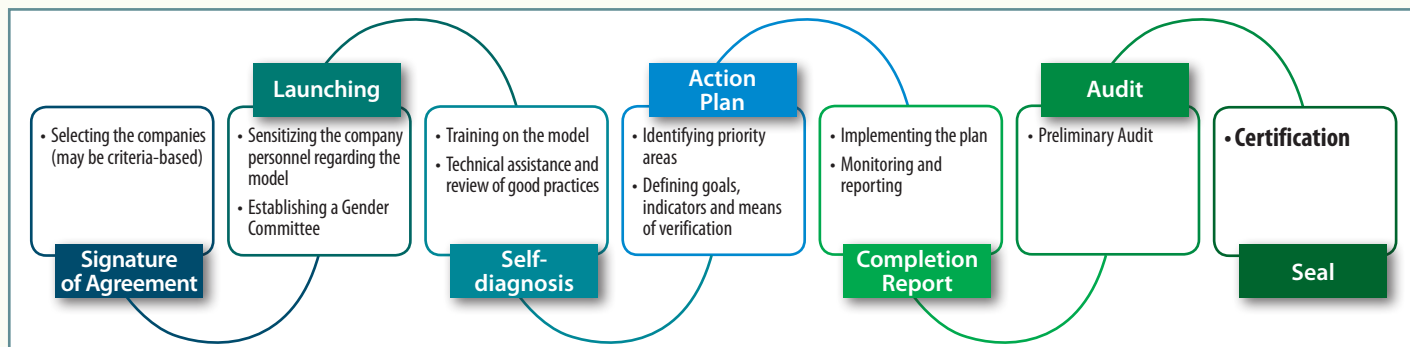 • Selecting the companies
(may be criteria-based)
Signature
of Agreement
Launching
• Sensitizing the company
personnel regarding the
model
• Establishing a Gender
Committee
• Training on the model
• Technical assistance and
review of good practices
Self-
diagnosis
Action
Plan
• Identifying priority
areas
• Defining goals,
indicators and means
of verification
• Implementing the plan
• Monitoring and
reporting
Completion
Report
Audit
• Preliminary Audit
• Certification
Seal